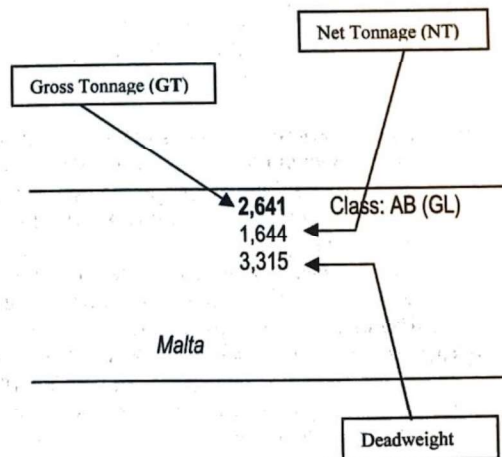 Net Tonnage (NT)
Gross Tonnage (GT)
2,641 Class: AB (GL)
1,644
3,315
Malta
Deadweight